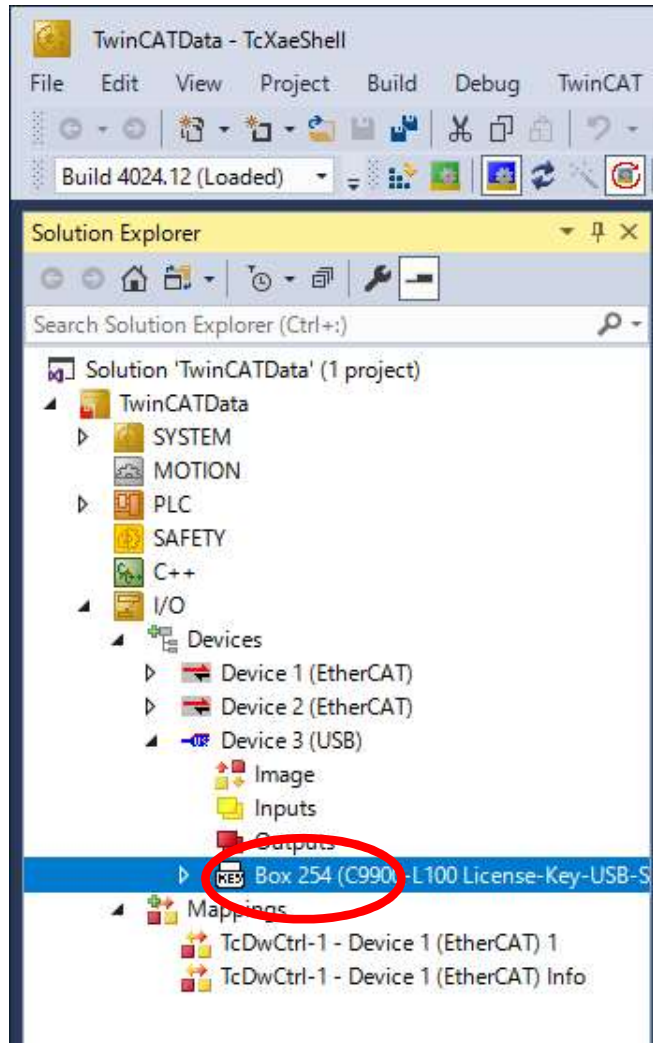 TwinCATData - TcXaeShell
File Edit View Project Build Debug TwinCAT
Build 4024.12 (Loaded)
Solution Explorer
Search Solution Explorer (Ctrl+:)
Solution 'TwinCATData' (1 project)
TwinCATData
SYSTEM
MOTION
PLC
SAFETY
C++
I/O
Devices
Device 1 (EtherCAT)
Device 2 (EtherCAT)
Device 3 (USB)
Image
Inputs
Outputs
KEY Box 254 (C9900-L100 License-Key-USB-S
Mappings
TcDwCtrl-1 - Device 1 (EtherCAT) 1
TcDwCtrl-1 - Device 1 (EtherCAT) Info